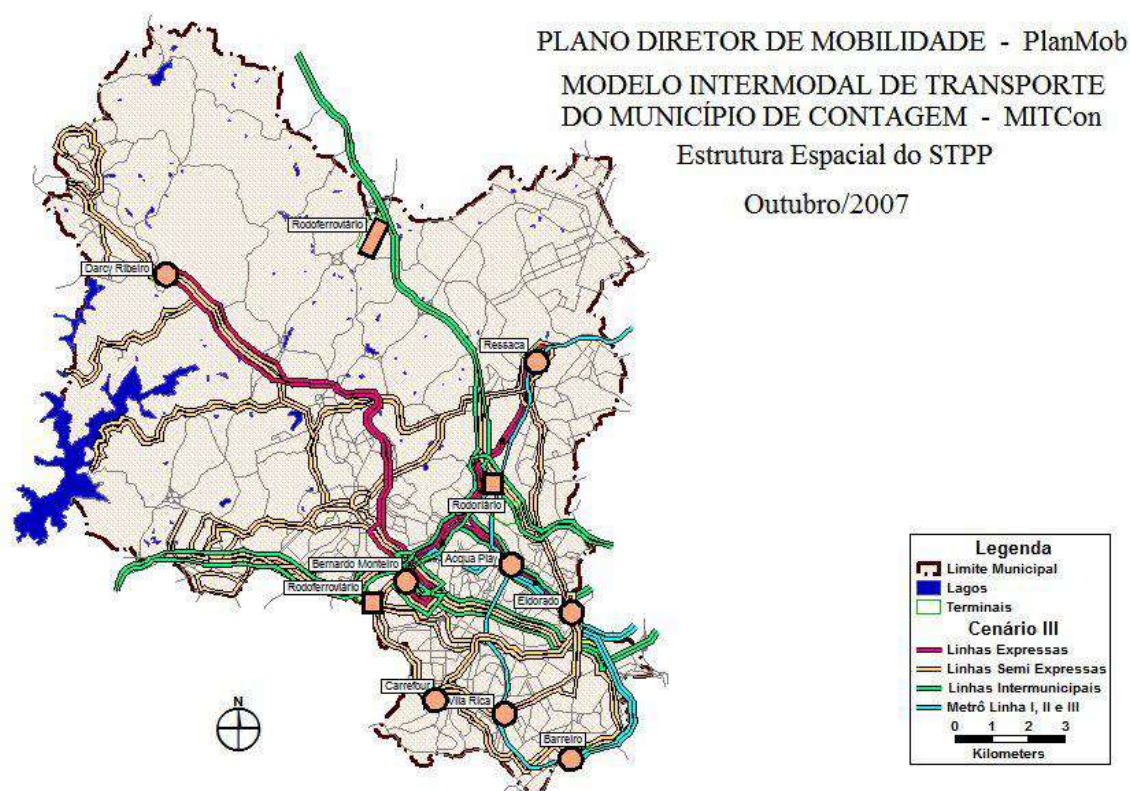 PLANO DIRETOR DE MOBILIDADE - PlanMob
MODELO INTERMODAL DE TRANSPORTE
DO MUNICÍPIO DE CONTAGEM - MITCon
Estrutura Espacial do STPP
Outubro/2007
Rodoferroviário
Darcy Ribeiro
Ressaca
Rodoriário
Acqua Play
Bernardo Monteiro
Rodoferroviário
Eldorado
Carrefour
Vila Rica
Barreiro
N
Legenda
Limite Municipal
Lagos
Terminais
Cenário III
Linhas Expressas
Linhas Semi Expressas
Linhas Intermunicipais
Metrô Linha I, II e III
0 1 2 3
Kilometers